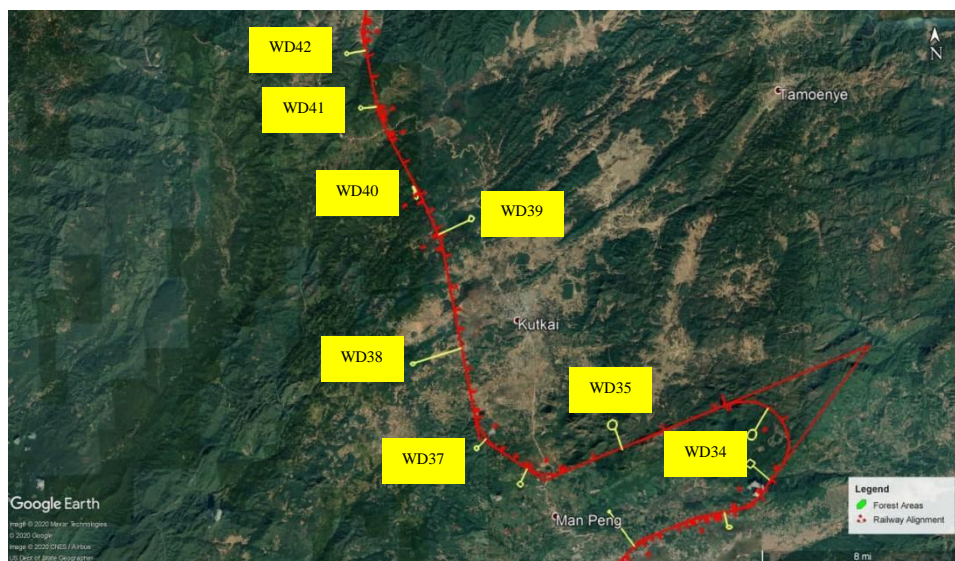 WD42
N
WD41
Tamoenye
WD40
WD39
Kutkai
WD38
WD35
WD34
WD37
Man Peng
Legend
Forest Areas
Railway Alignment
8 mi
Google Earth
Image © 2020 Maxar Technologies
© 2020 Google
Image © 2020 CNES / Airbus
US Dept of State Geographer